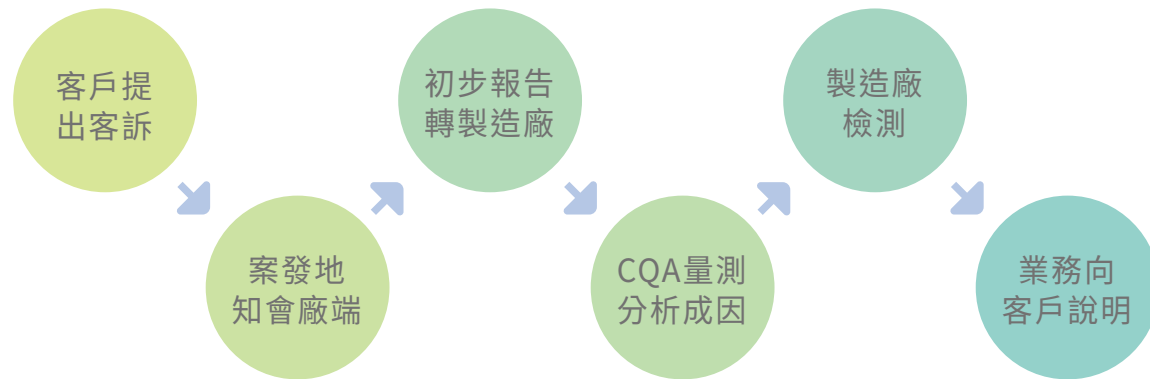 客戶提
出客訴
案發地
知會廠端
初步報告
轉製造廠
CQA量測
分析成因
製造廠
檢測
業務向
客戶說明